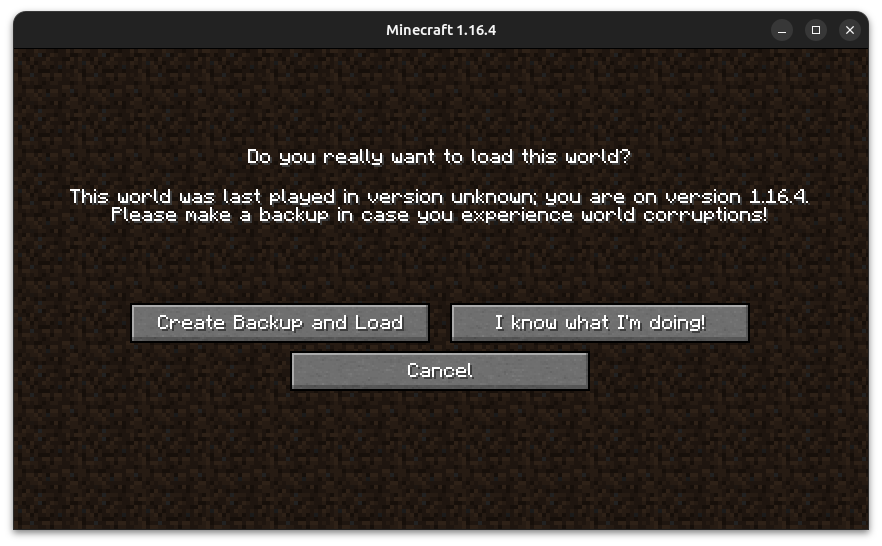 Minecraft 1.16.4
Do you really want to load this world?
This world was last played in version unknown; you are on version 1.16.4.
Please make a backup in case you experience world corruptions!
Create Backup and Load
I know what I'm doing!
Cancel